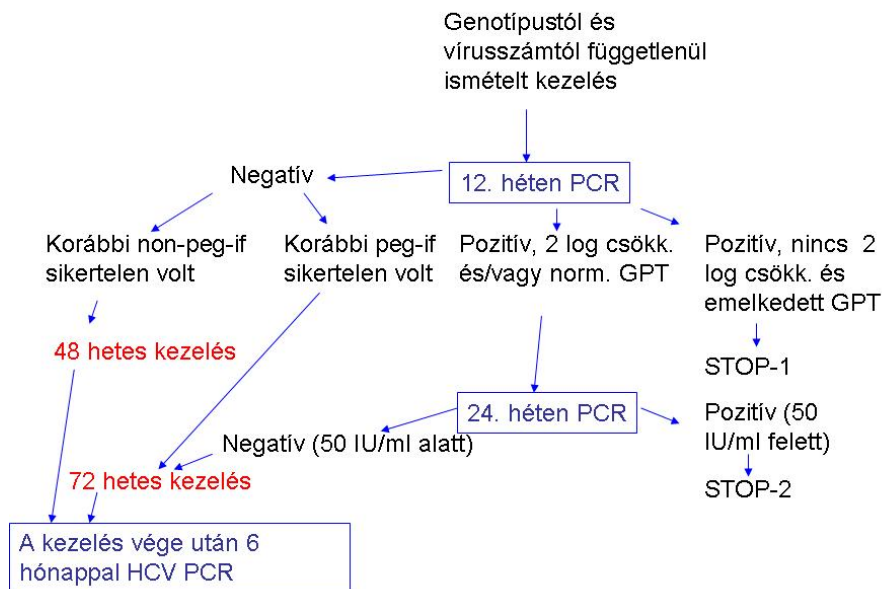 Genotípustól és
vírusszámtól függetlenül
ismételt kezelés
Negatív
12. héten PCR
Korábbi non-peg-if
sikertelen volt
Korábbi peg-if
sikertelen volt
Pozitív, 2 log csökk.
és/vagy norm. GPT
Pozitív, nincs 2
log csökk. és
emelkedett GPT
48 hetes kezelés
STOP-1
24. héten PCR
Pozitív (50
IU/ml felett)
Negatív (50 IU/ml alatt)
72 hetes kezelés
STOP-2
A kezelés vége után 6
hónappal HCV PCR